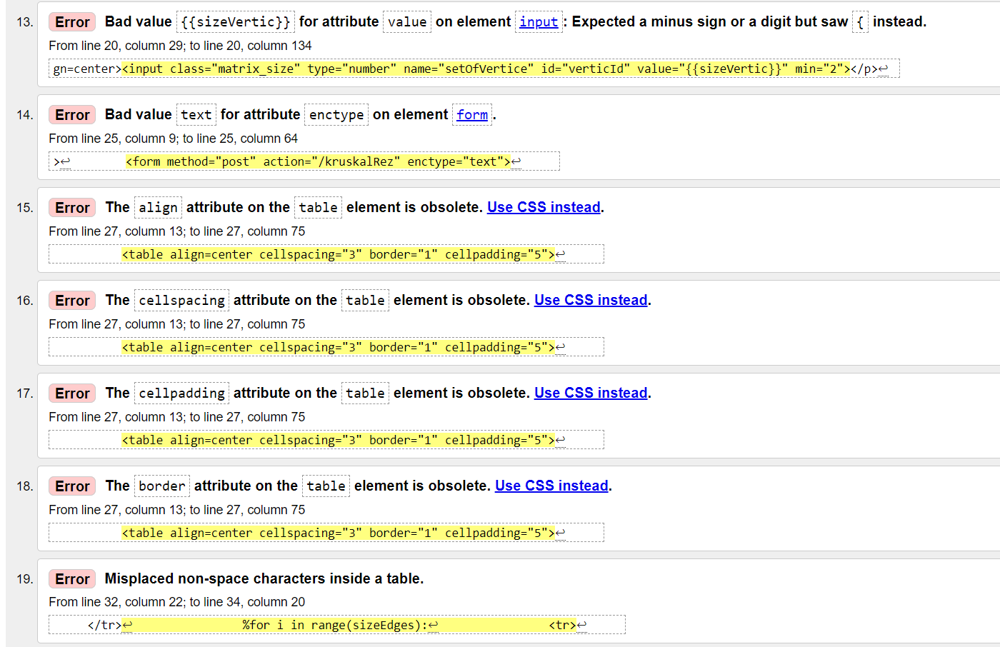 13. Error Bad value {{sizeVertic}} for attribute value on element input: Expected a minus sign or a digit but saw { instead.
From line 20, column 29; to line 20, column 134
gn=center><input class="matrix_size" type="number" name="setOfVertice" id="verticId" value="{{sizeVertic}}" min="2"></p>↩
14. Error Bad value text for attribute enctype on element form.
From line 25, column 9; to line 25, column 64
>↩ <form method="post" action="/kruskalRez" enctype="text">↩
15. Error The align attribute on the table element is obsolete. Use CSS instead.
From line 27, column 13; to line 27, column 75
<table align=center cellspacing="3" border="1" cellpadding="5">↩
16. Error The cellspacing attribute on the table element is obsolete. Use CSS instead.
From line 27, column 13; to line 27, column 75
<table align=center cellspacing="3" border="1" cellpadding="5">↩
17. Error The cellpadding attribute on the table element is obsolete. Use CSS instead.
From line 27, column 13; to line 27, column 75
<table align=center cellspacing="3" border="1" cellpadding="5">↩
18. Error The border attribute on the table element is obsolete. Use CSS instead.
From line 27, column 13; to line 27, column 75
<table align=center cellspacing="3" border="1" cellpadding="5">↩
19. Error Misplaced non-space characters inside a table.
From line 32, column 22; to line 34, column 20
</tr>↩ %for i in range(sizeEdges):↩ <tr>↩